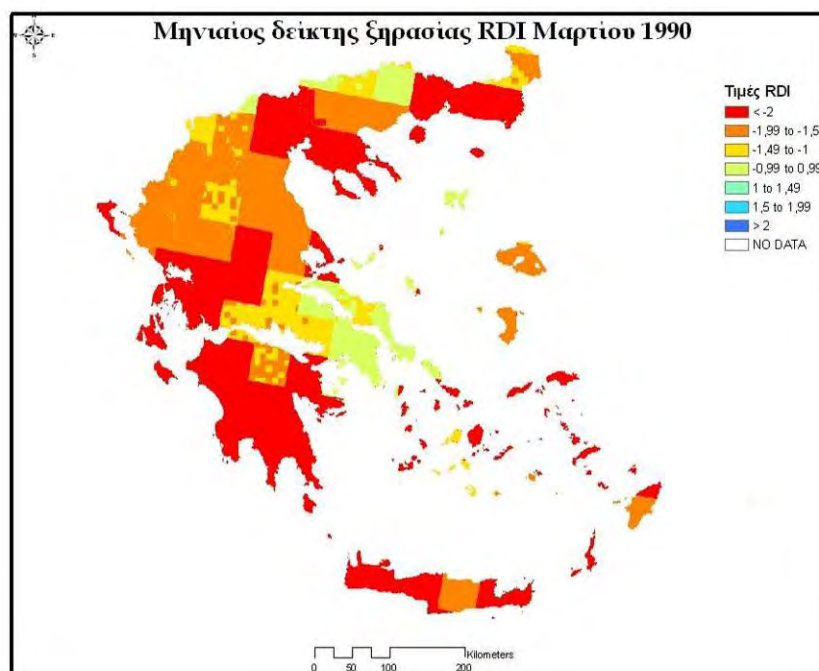 Μηνιαίος δείκτης ξηρασίας RDI Μαρτίου 1990
Τιμές RDI
< -2
-1,99 to -1,5
-1,49 to -1
-0,99 to 0,99
1 to 1,49
1,5 to 1,99
> 2
NO DATA
Kilometers
0 50 100 200